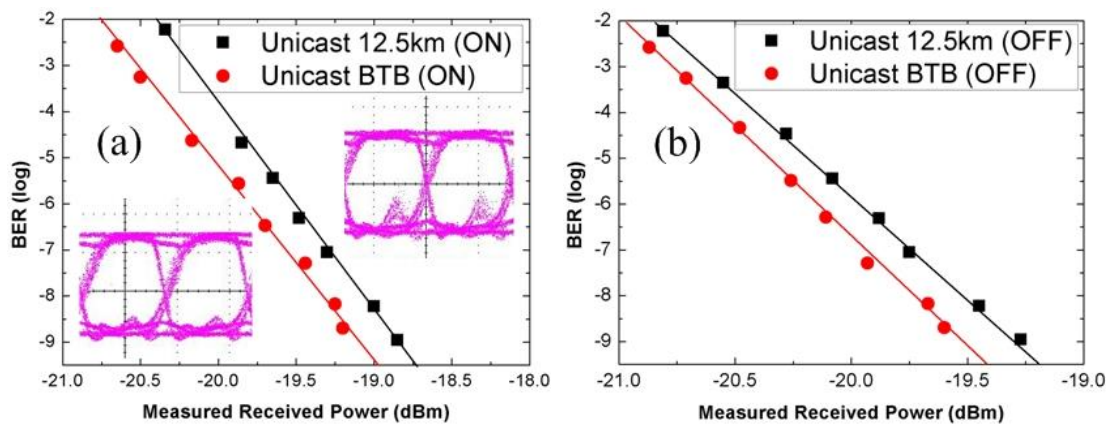 Unicast 12.5km (ON)
Unicast BTB (ON)
(a)
BER (log)
-2
-3
-4
-5
-6
-7
-8
-9
-21.0 -20.5 -20.0 -19.5 -19.0 -18.5 -18.0
Measured Received Power (dBm)
Unicast 12.5km (OFF)
Unicast BTB (OFF)
(b)
BER (log)
-2
-3
-4
-5
-6
-7
-8
-9
-21.0 -20.5 -20.0 -19.5 -19.0
Measured Received Power (dBm)